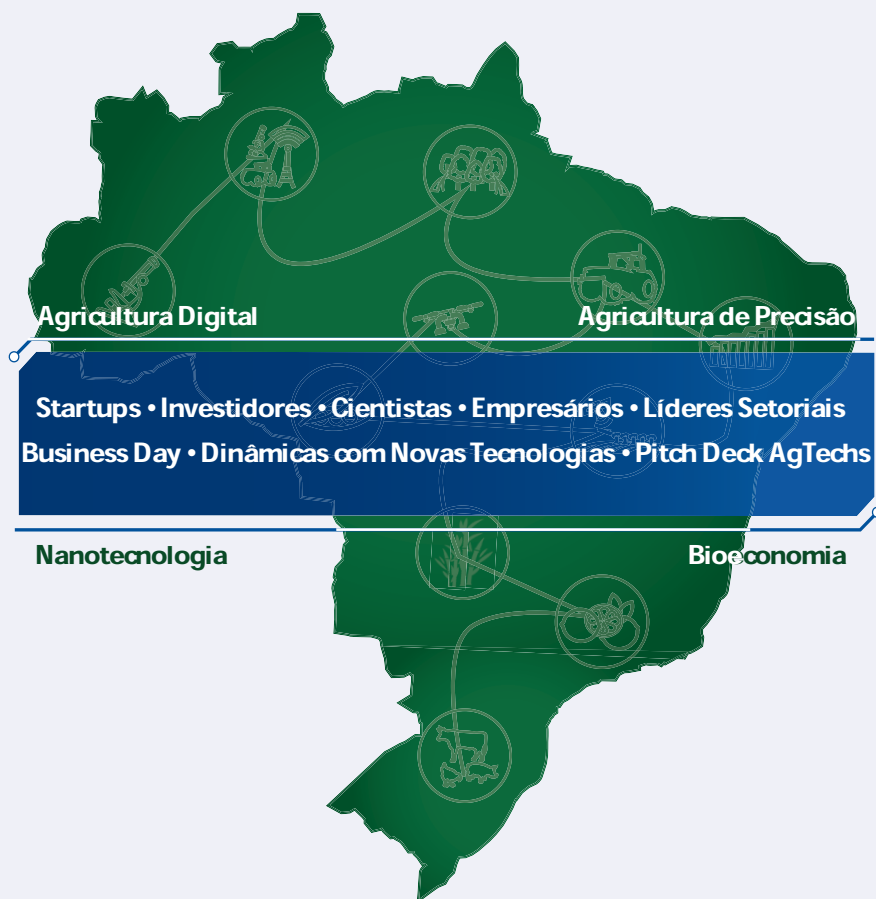 Agricultura Digital
Agricultura de Precisão
Startups • Investidores • Cientistas • Empresários • Líderes Setoriais
Business Day • Dinâmicas com Novas Tecnologias • Pitch Deck AgTechs
Nanotecnologia
Bioeconomia